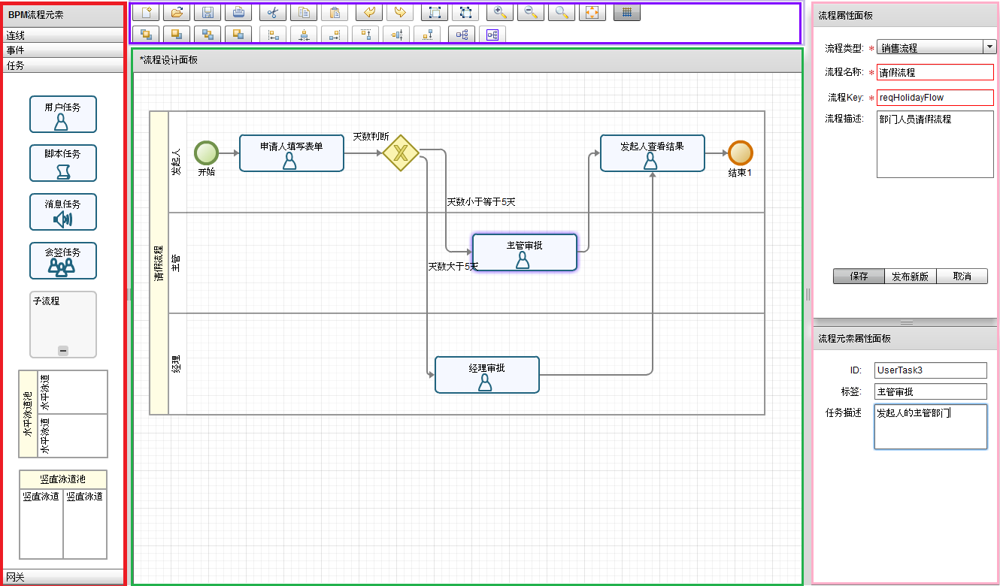 BPM流程元素
连线
事件
任务
用户任务
脚本任务
消息任务
会签任务
子流程
水平泳道池
水平泳道
水平泳道
竖直泳道池
竖直泳道
竖直泳道
网关
*流程设计面板
请假流程
发起人
主管
经理
开始
申请人填写表单
天数判断
发起人查看结果
结束1
天数小于等于5天
主管审批
天数大于5天
经理审批
流程属性面板
流程类型: * 销售流程
流程名称: * 请假流程
流程Key: * reqHolidayFlow
流程描述: 部门人员请假流程
保存 发布新版 取消
流程元素属性面板
ID: UserTask3
标签: 主管审批
任务描述 发起人的主管部门